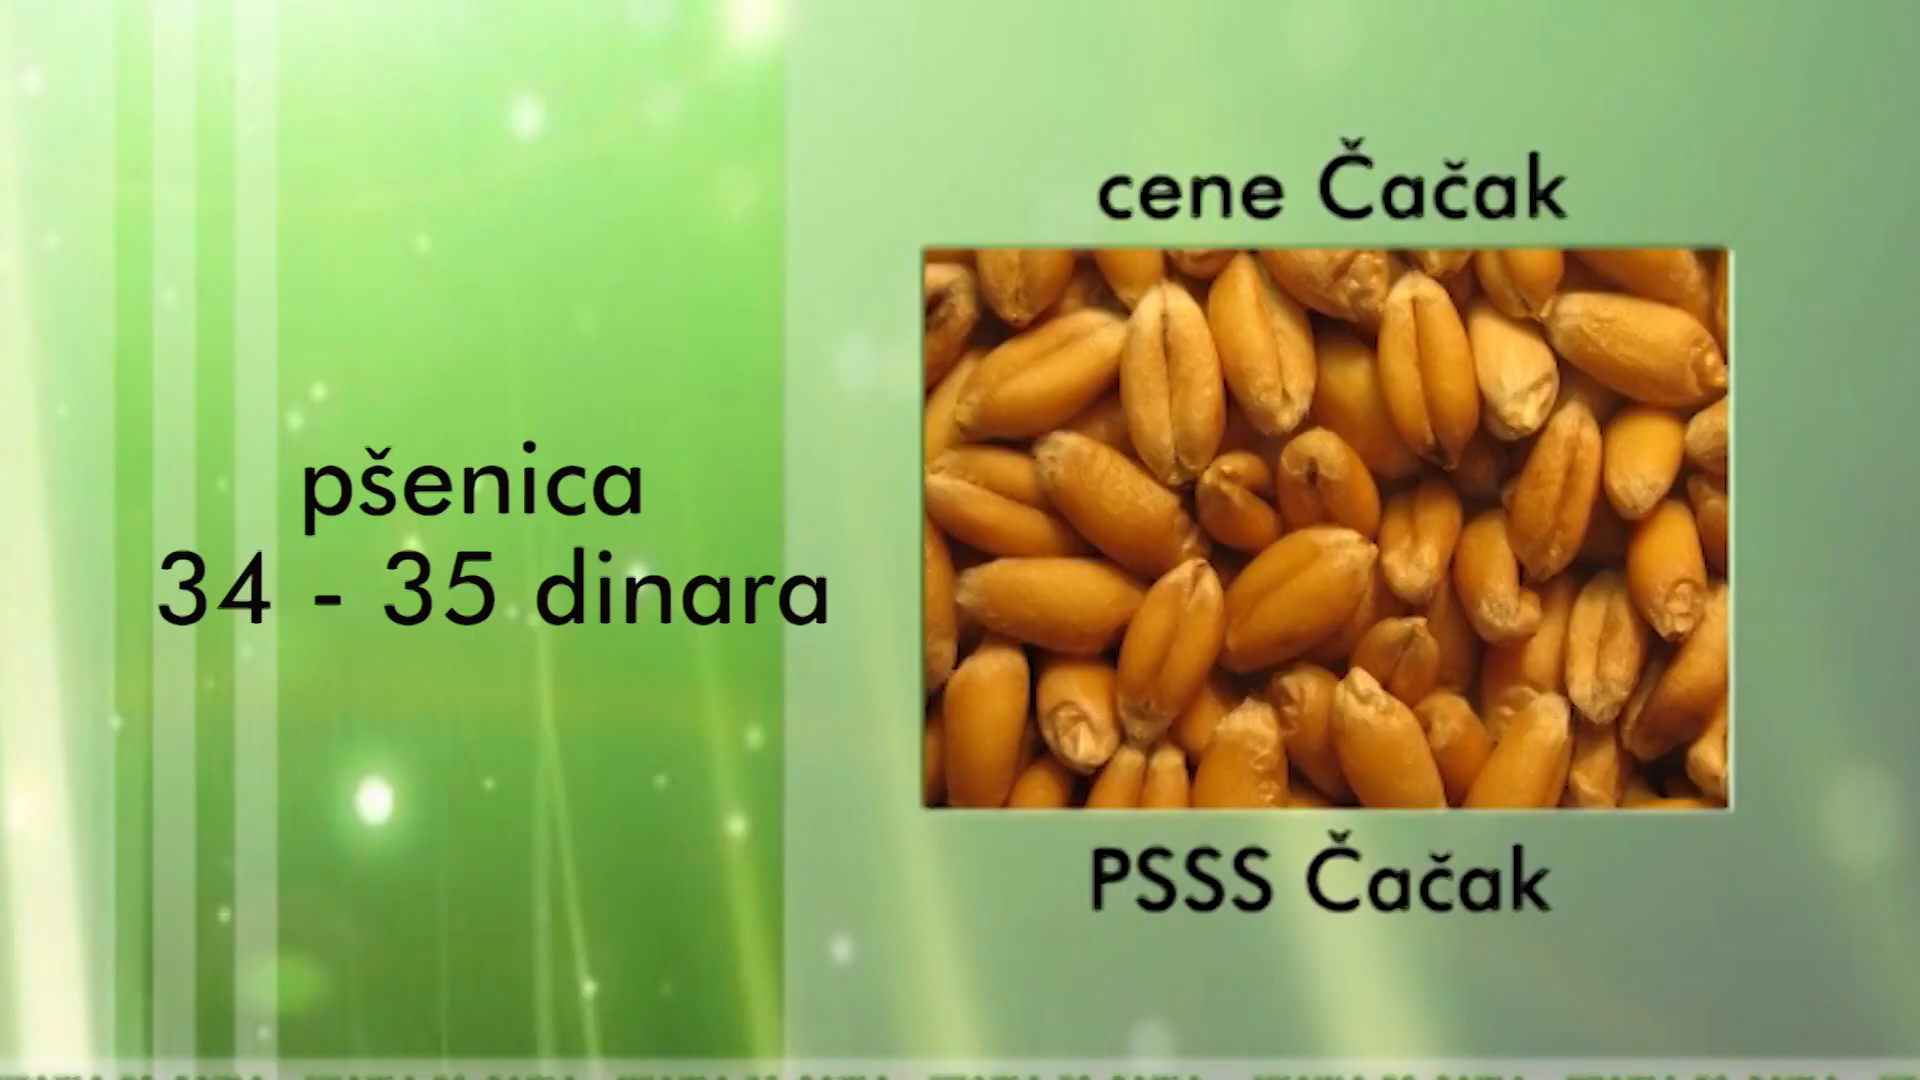 pšenica
34 - 35 dinara
cene Čačak
PSSS Čačak